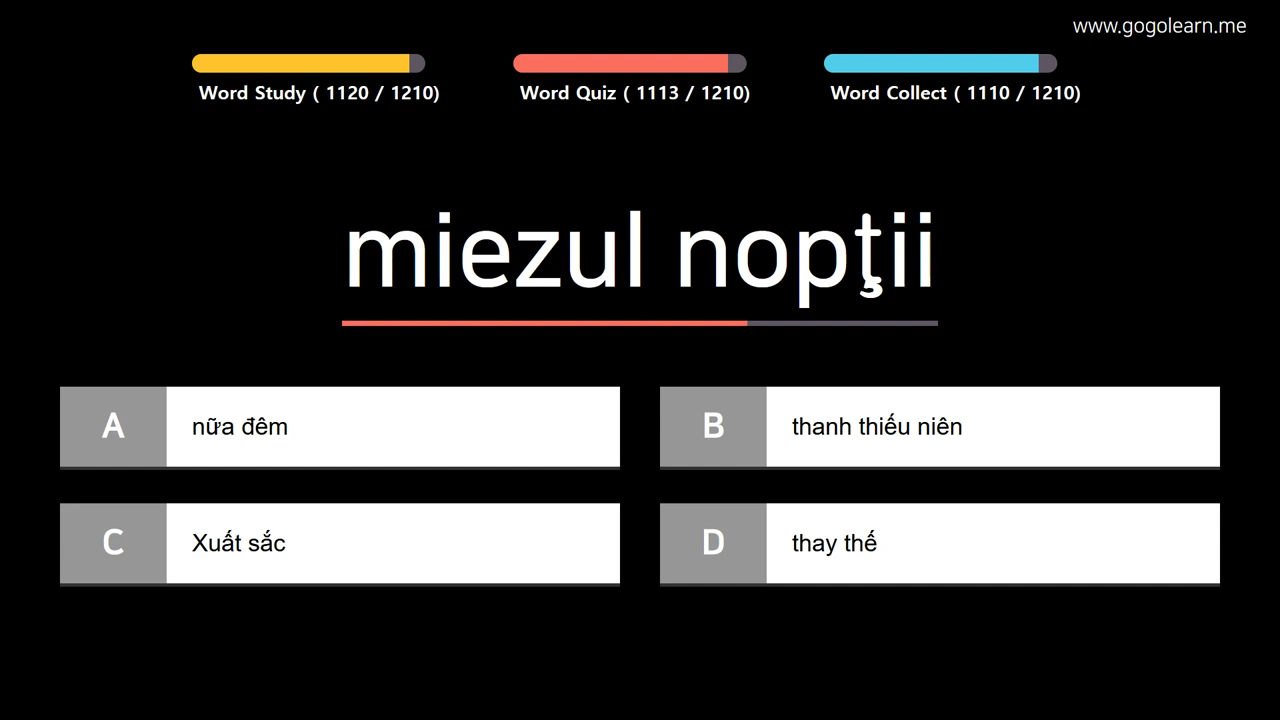 www.gogolearn.me
Word Study ( 1120 / 1210)
Word Quiz ( 1113 / 1210)
Word Collect ( 1110 / 1210)
miezul nopţii
A nữa đêm
B thanh thiếu niên
C Xuất sắc
D thay thế